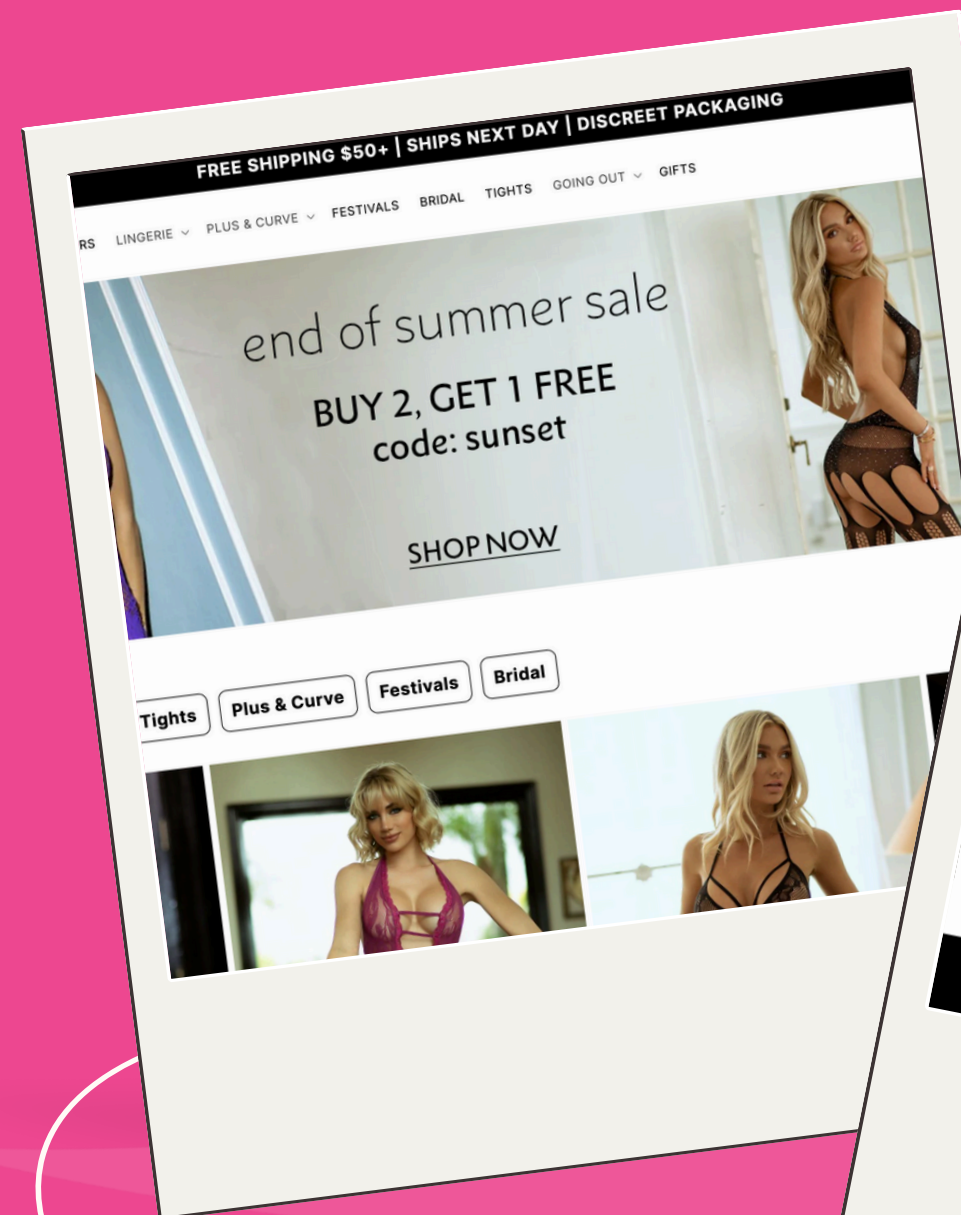 FREE SHIPPING $50+ | SHIPS NEXT DAY | DISCREET PACKAGING
RS LINGERIE PLUS & CURVE FESTIVALS BRIDAL TIGHTS GOING OUT GIFTS
end of summer sale
BUY 2, GET 1 FREE
code: sunset
SHOP NOW
Tights Plus & Curve Festivals Bridal